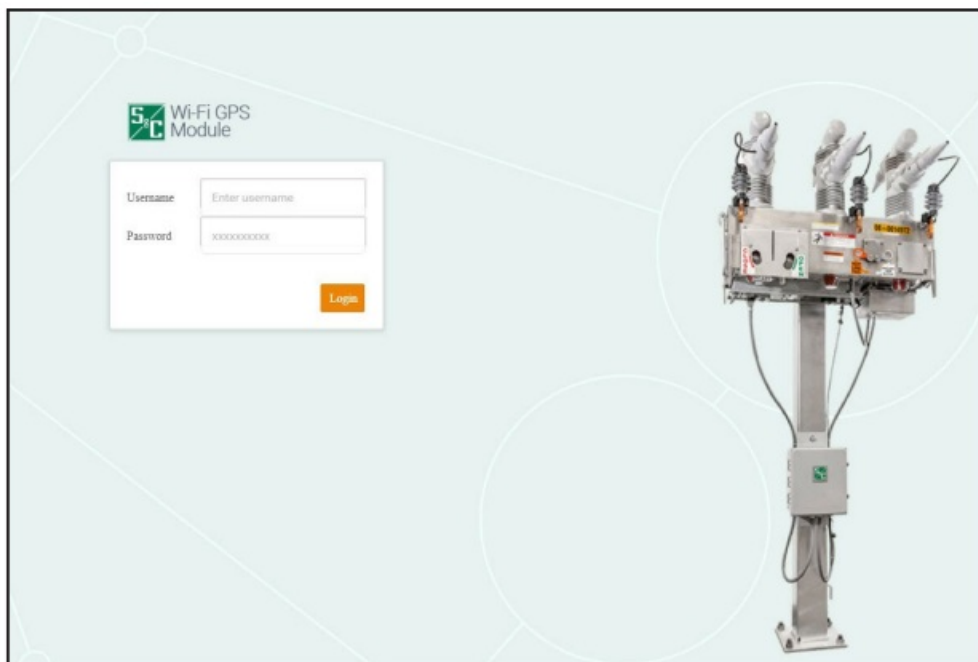 S&C Wi-Fi GPS
Module
Username
Enter username
Password
xxxxxxxxxx
Login